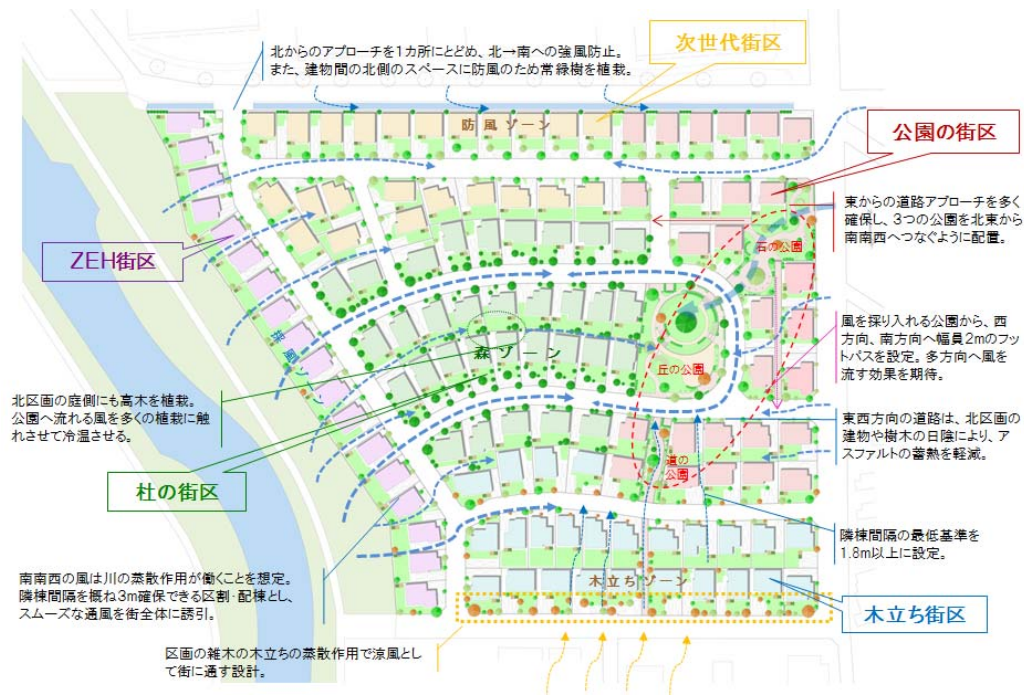 北からのアプローチを1カ所にとどめ、北→南への強風防止。
また、建物間の北側のスペースに防風のため常緑樹を植栽。
次世代街区
防風ゾーン
公園の街区
東からの道路アプローチを多く
確保し、3つの公園を北東から
南南西へつなぐように配置。
石の公園
ZEH街区
採風ゾーン
風を採り入れる公園から、西
方向、南方向へ幅員2mのフッ
トパスを設定。多方向へ風を
流す効果を期待。
森ゾーン
丘の公園
北区画の庭側にも高木を植栽。
公園へ流れる風を多くの植栽に触
れさせて冷温させる。
東西方向の道路は、北区画の
建物や樹木の日陰により、ア
スファルトの蓄熱を軽減。
道の
公園
杜の街区
隣棟間隔の最低基準を
1.8m以上に設定。
南南西の風は川の蒸散作用が働くことを想定。
隣棟間隔を概ね3m確保できる区割・配棟とし、
スムーズな通風を街全体に誘引。
木立ちゾーン
木立ち街区
区画の雑木の木立ちの蒸散作用で涼風とし
て街に通す設計。